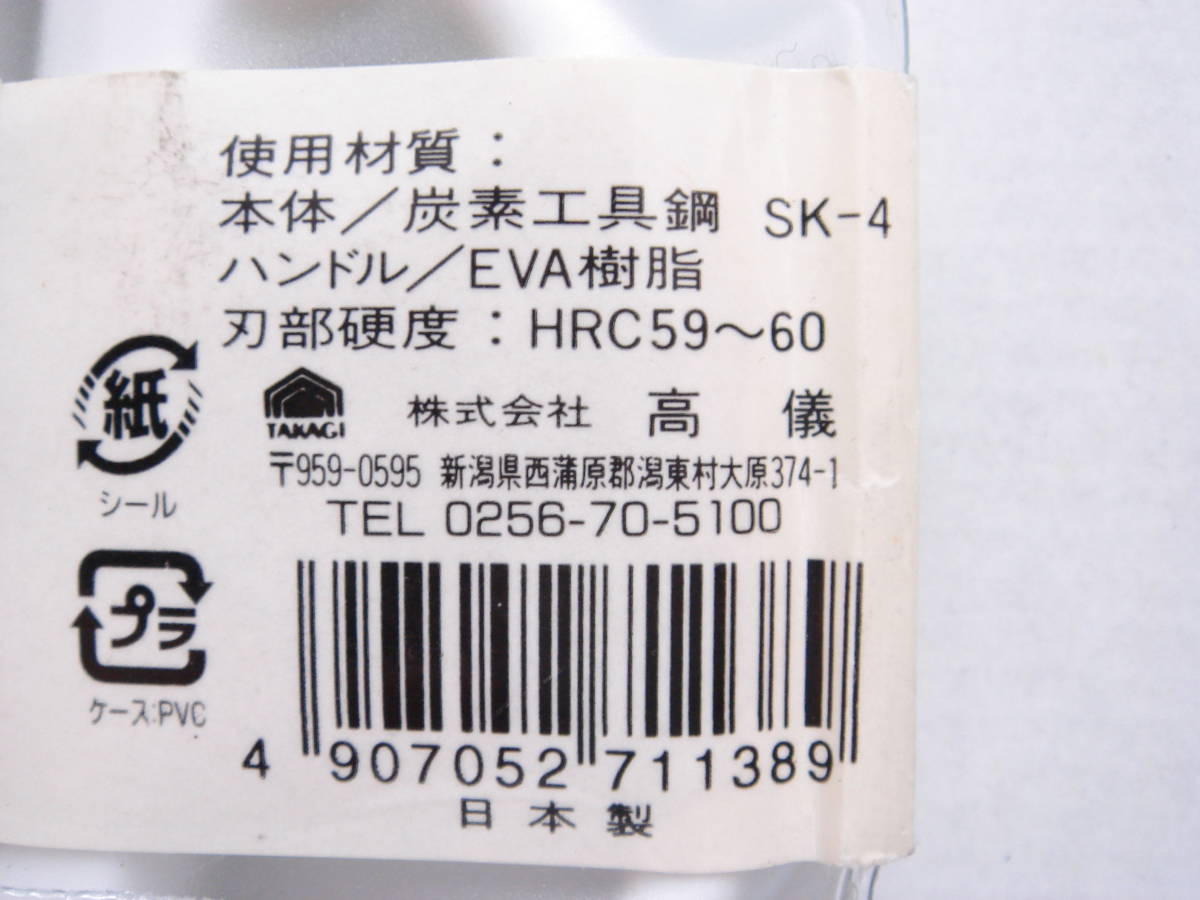 使用材質：
本体／炭素工具鋼 SK-4
ハンドル／EVA樹脂
刃部硬度：HRC59〜60
紙
シール
TAKAGI 株式会社 高儀
〒959-0595 新潟県西蒲原郡潟東村大原374-1
TEL 0256-70-5100
プラ
ケース:PVC
4 907052 711389
日本製